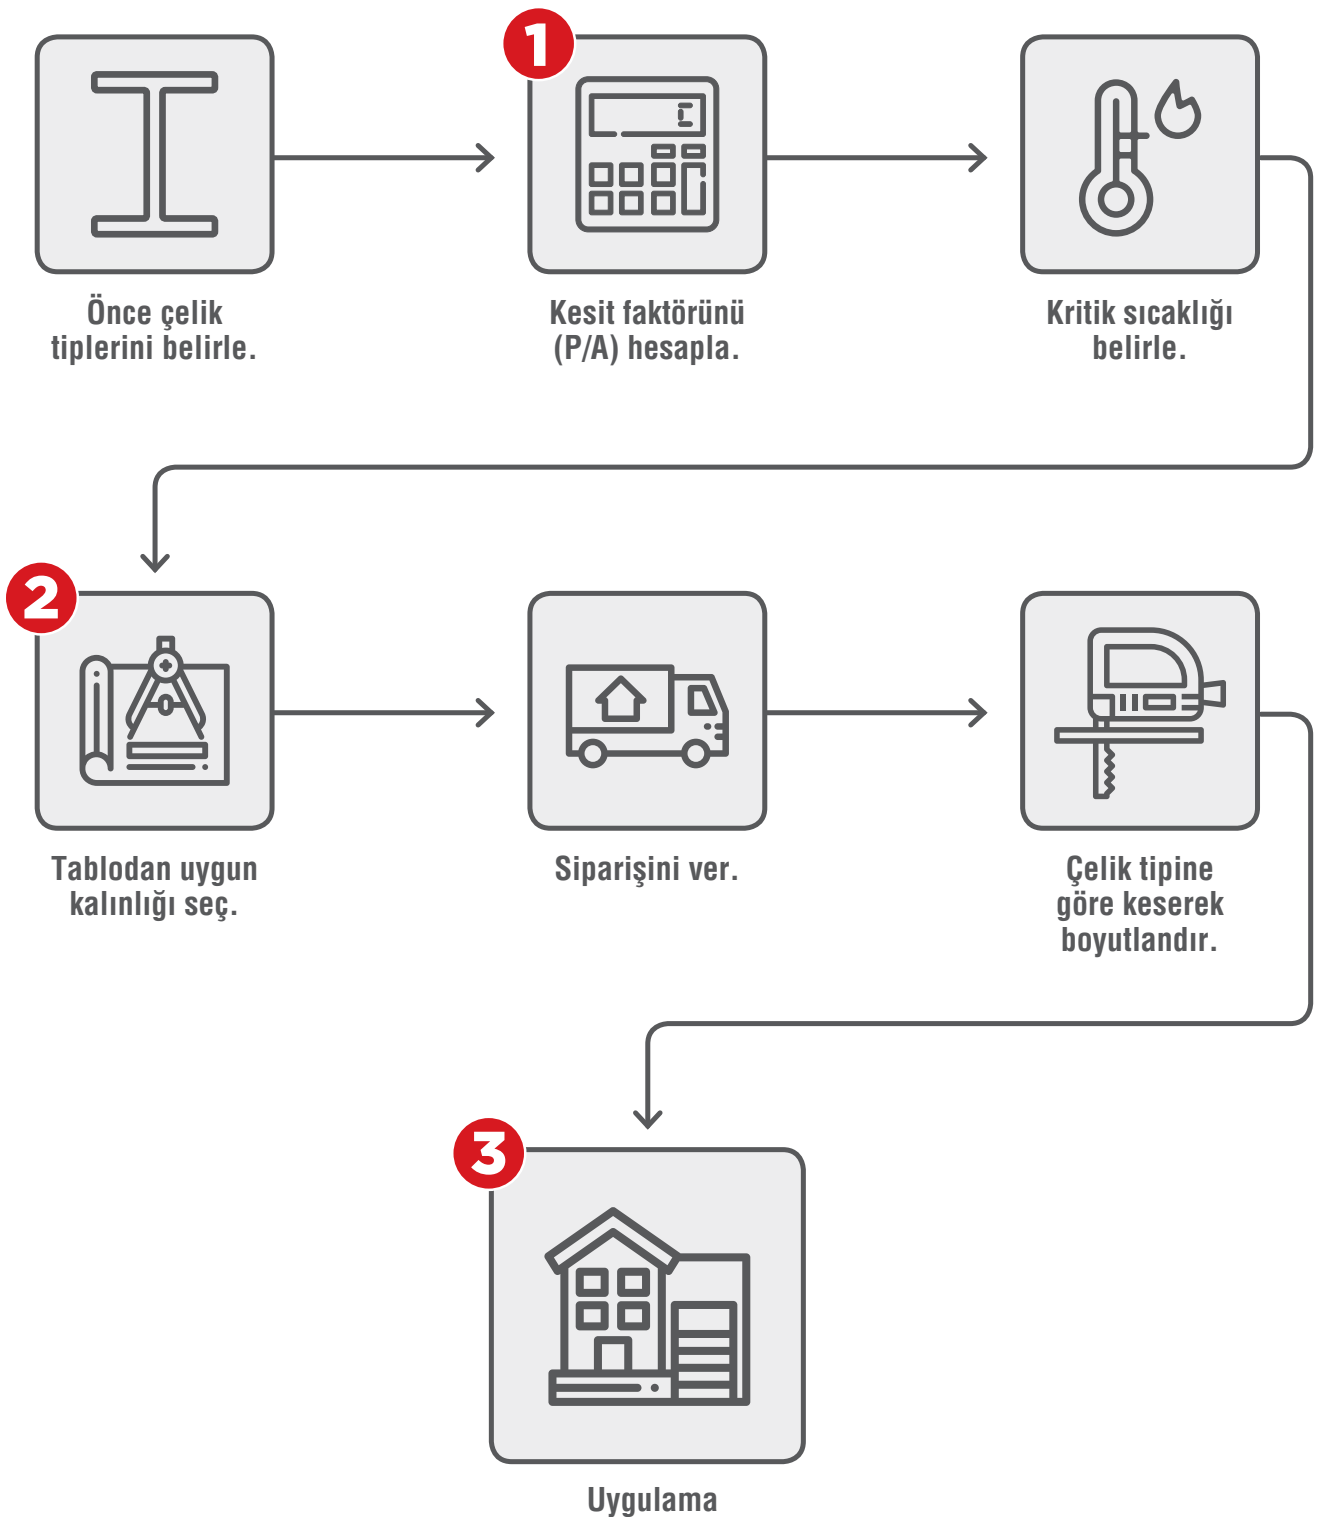 1
Önce çelik
tiplerini belirle.
Kesit faktörünü
(P/A) hesapla.
Kritik sıcaklığı
belirle.
2
Tablodan uygun
kalınlığı seç.
Siparişini ver.
Çelik tipine
göre keserek
boyutlandır.
3
Uygulama